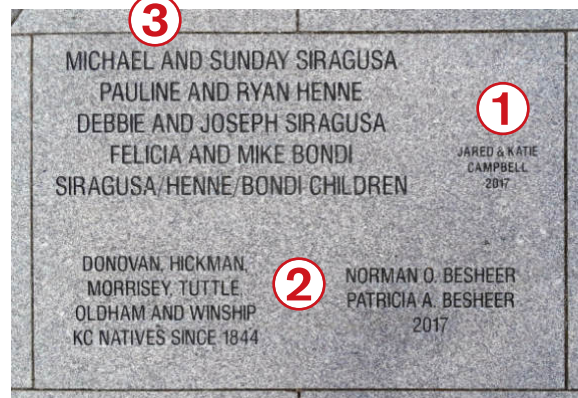 3
MICHAEL AND SUNDAY SIRAGUSA
PAULINE AND RYAN HENNE
DEBBIE AND JOSEPH SIRAGUSA
FELICIA AND MIKE BONDI
SIRAGUSA/HENNE/BONDI CHILDREN
1
JARED & KATIE
CAMPBELL
2017
DONOVAN, HICKMAN,
MORRISEY, TUTTLE,
OLDHAM AND WINSHIP
KC NATIVES SINCE 1844
2
NORMAN O. BESHEER
PATRICIA A. BESHEER
2017